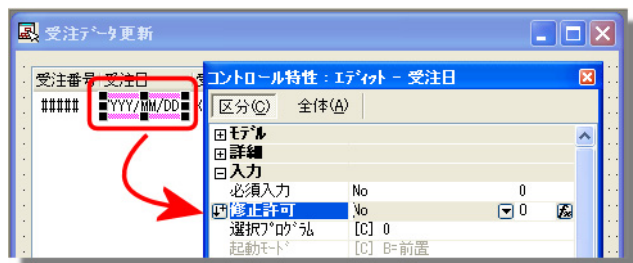 受注ﾃﾞｰﾀ更新
受注番号 受注日
##### YYY/MM/DD
コントロール特性：ｴﾃﾞｨｯﾄ - 受注日
区分(C) 全体(A)
ﾓﾃﾞﾙ
詳細
入力
必須入力 No 0
修正許可 No 0
選択ﾌﾟﾛｸﾞﾗﾑ [C] 0
起動ﾓｰﾄﾞ [C] B=前置